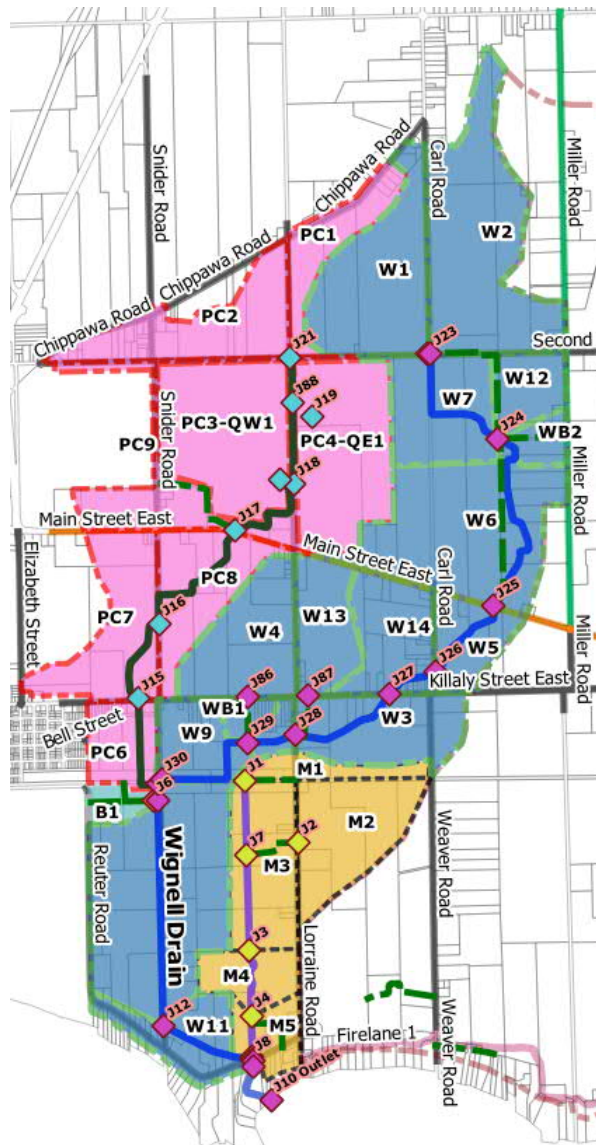 Chippawa Road
Carl Road
Miller Road
Snider Road
W2
PC1
Chippawa Road
W1
PC2
Chippawa Road
J21
J23
Second
W12
J88
W7
J19
J24
PC3-QW1
PC4-QE1
WB2
PC9
Snider Road
J18
Miller Road
J17
W6
Main Street East
Main Street East
Elizabeth Street
PC8
Carl Road
J25
J16
PC7
W4
W13
W14
W5
Miller Road
J26
J15
J86
J87
J27
Killaly Street East
WB1
W3
Bell Street
W9
J29
J28
PC6
J30
J1
M1
J6
B1
J2
M2
J7
M3
Wignell Drain
Reuter Road
Weaver Road
J3
Lorraine Road
M4
J4
J12
W11
M5
Weaver Road
Firelane 1
J8
J10 Outlet